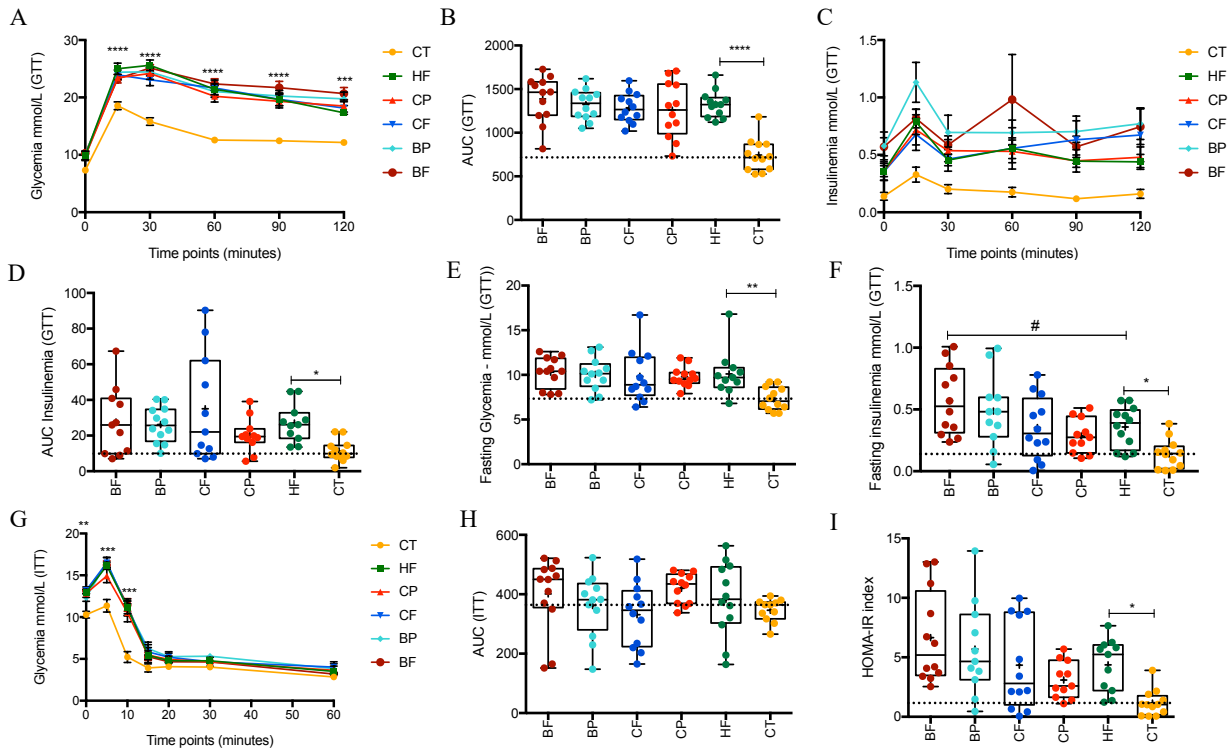 A
Glycemia mmol/L (GTT)
30
20
10
0
**** **** **** **** ***
0 30 60 90 120
Time points (minutes)
CT
HF
CP
CF
BP
BF
B
AUC (GTT)
2000
1500
1000
500
0
****
BF BP CF CP HF CT
C
Insulinemia mmol/L (GTT)
1.5
1.0
0.5
0.0
0 30 60 90 120
Time points (minutes)
CT
HF
CP
CF
BP
BF
D
AUC Insulinemia (GTT)
100
80
60
40
20
0
*
BF BP CF CP HF CT
E
Fasting Glycemia - mmol/L (GTT))
20
15
10
5
0
**
BF BP CF CP HF CT
F
Fasting insulinemia mmol/L (GTT)
1.5
1.0
0.5
0.0
#
*
BF BP CF CP HF CT
G
Glycemia mmol/L (ITT)
20
15
10
5
0
** *** ***
0 10 20 30 40 50 60
Time points (minutes)
CT
HF
CP
CF
BP
BF
H
AUC (ITT)
600
400
200
0
BF BP CF CP HF CT
I
HOMA-IR index
15
10
5
0
*
BF BP CF CP HF CT